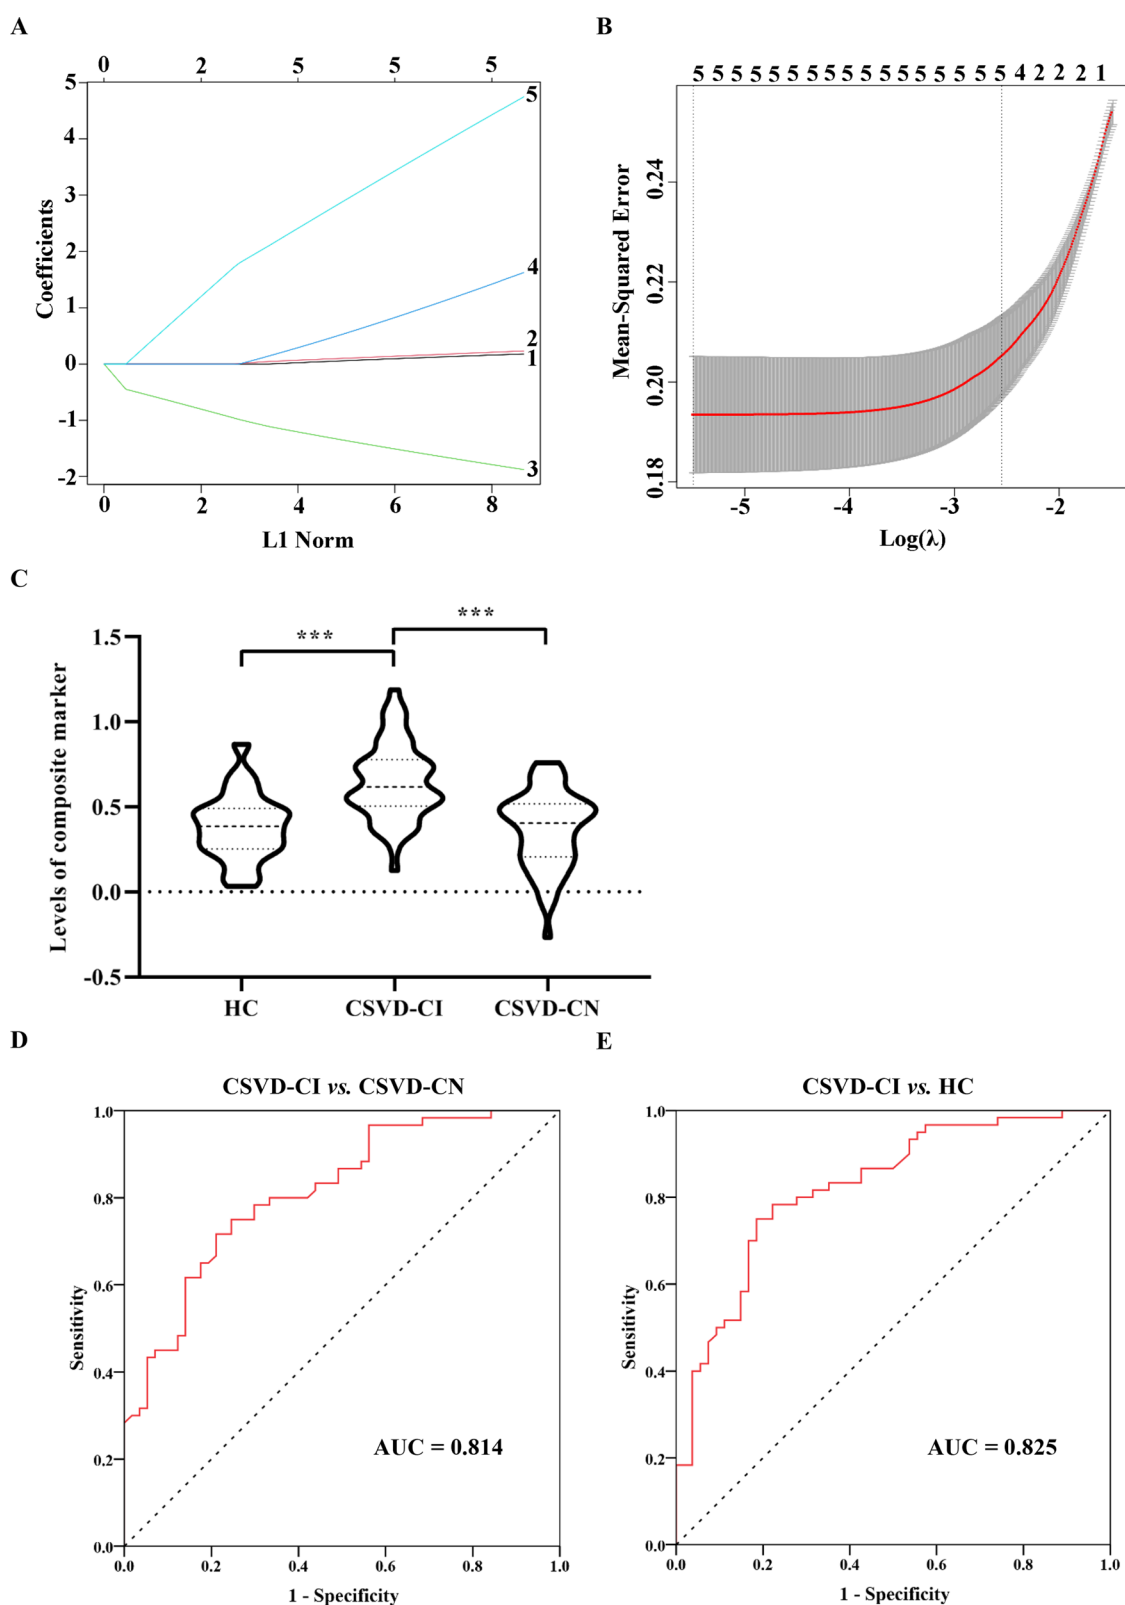 A
0 2 5 5 5
5
4
3
2
1
0
-1
-2
Coefficients
5
4
2
1
3
0 2 4 6 8
L1 Norm
B
5 5 5 5 5 5 5 5 5 5 5 5 5 5 5 5 5 4 2 2 2 1
0.24
0.22
0.20
0.18
Mean-Squared Error
-5 -4 -3 -2
Log(λ)
C
1.5
1.0
0.5
0.0
-0.5
Levels of composite marker
***
***
HC CSVD-CI CSVD-CN
D
CSVD-CI vs. CSVD-CN
1.0
0.8
0.6
0.4
0.2
0.0
Sensitivity
AUC = 0.814
0.0 0.2 0.4 0.6 0.8 1.0
1 - Specificity
E
CSVD-CI vs. HC
1.0
0.8
0.6
0.4
0.2
0.0
Sensitivity
AUC = 0.825
0.0 0.2 0.4 0.6 0.8 1.0
1 - Specificity